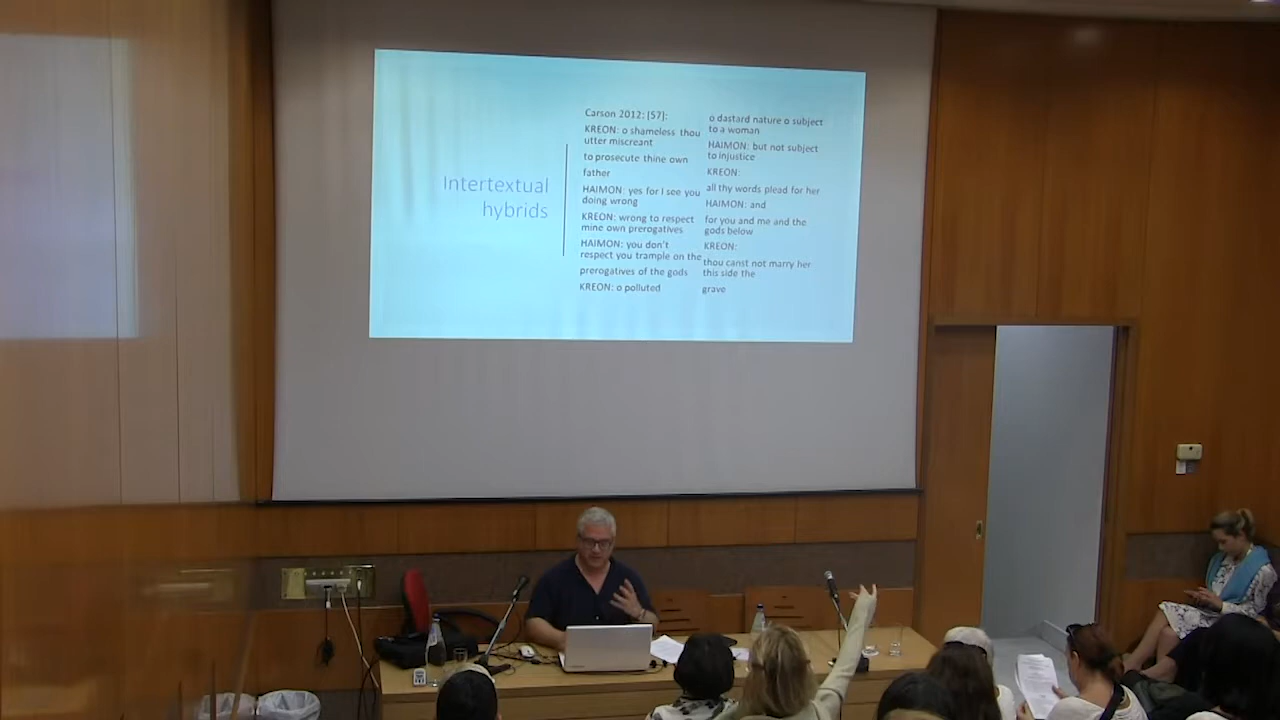 Intertextual
hybrids
Carson 2012: [57]:
KREON: o shameless thou
utter miscreant
to prosecute thine own
father
HAIMON: yes for I see you
doing wrong
KREON: wrong to respect
mine own prerogatives
HAIMON: you don't
respect you trample on the
prerogatives of the gods
KREON: o polluted
o dastard nature o subject
to a woman
HAIMON: but not subject
to injustice
KREON:
all thy words plead for her
HAIMON: and
for you and me and the
gods below
KREON:
thou canst not marry her
this side the
grave